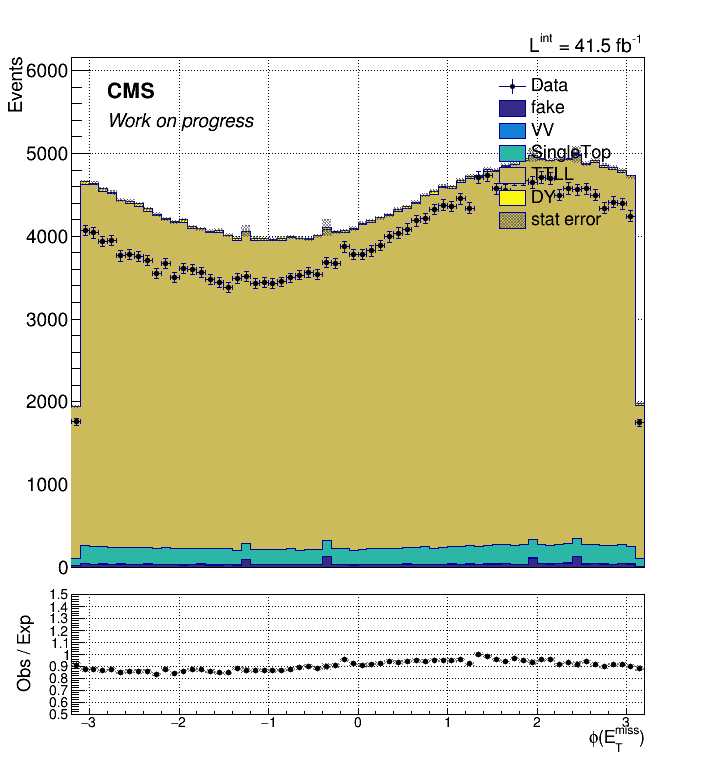 L^int = 41.5 fb^-1
Events
6000
5000
4000
3000
2000
1000
0
CMS
Work on progress
Data
fake
VV
SingleTop
TTLL
DY
stat error
Obs / Exp
1.5
1.4
1.3
1.2
1.1
1
0.9
0.8
0.7
0.6
0.5
−3 −2 −1 0 1 2 3
ϕ(E_T^miss)